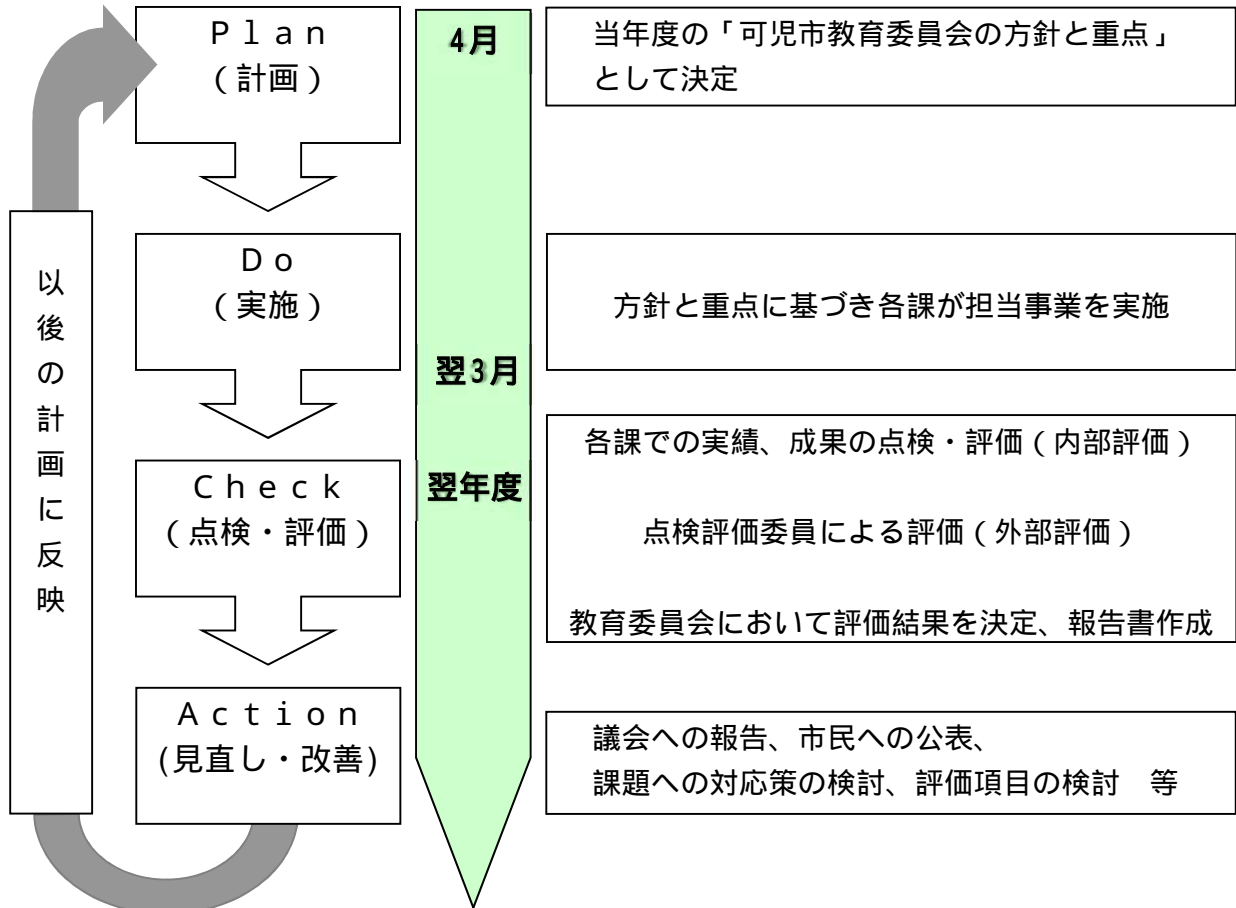 Ｐｌａｎ
（計画）
4月
当年度の「可児市教育委員会の方針と重点」
として決定
Ｄｏ
（実施）
方針と重点に基づき各課が担当事業を実施
翌3月
各課での実績、成果の点検・評価（内部評価）
翌年度
Ｃｈｅｃｋ
（点検・評価）
点検評価委員による評価（外部評価）
教育委員会において評価結果を決定、報告書作成
Ａｃｔｉｏｎ
(見直し・改善)
議会への報告、市民への公表、
課題への対応策の検討、評価項目の検討　等
以後の計画に反映